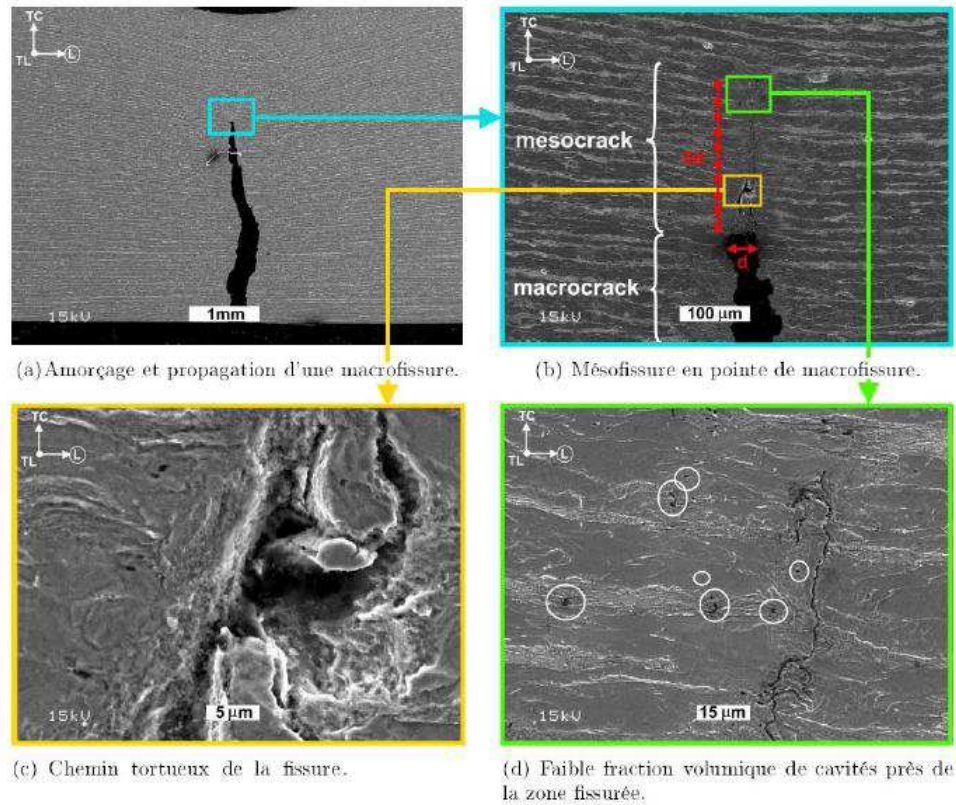 TC
TL L
15kV
1mm
TC
TL L
mesocrack
d
macrocrack
15kV
100 µm
(a) Amorçage et propagation d'une macrofissure.
(b) Mésofissure en pointe de macrofissure.
TC
TL L
15kV
5 µm
TC
TL L
15kV
15 µm
(c) Chemin tortueux de la fissure.
(d) Faible fraction volumique de cavités près de
la zone fissurée.